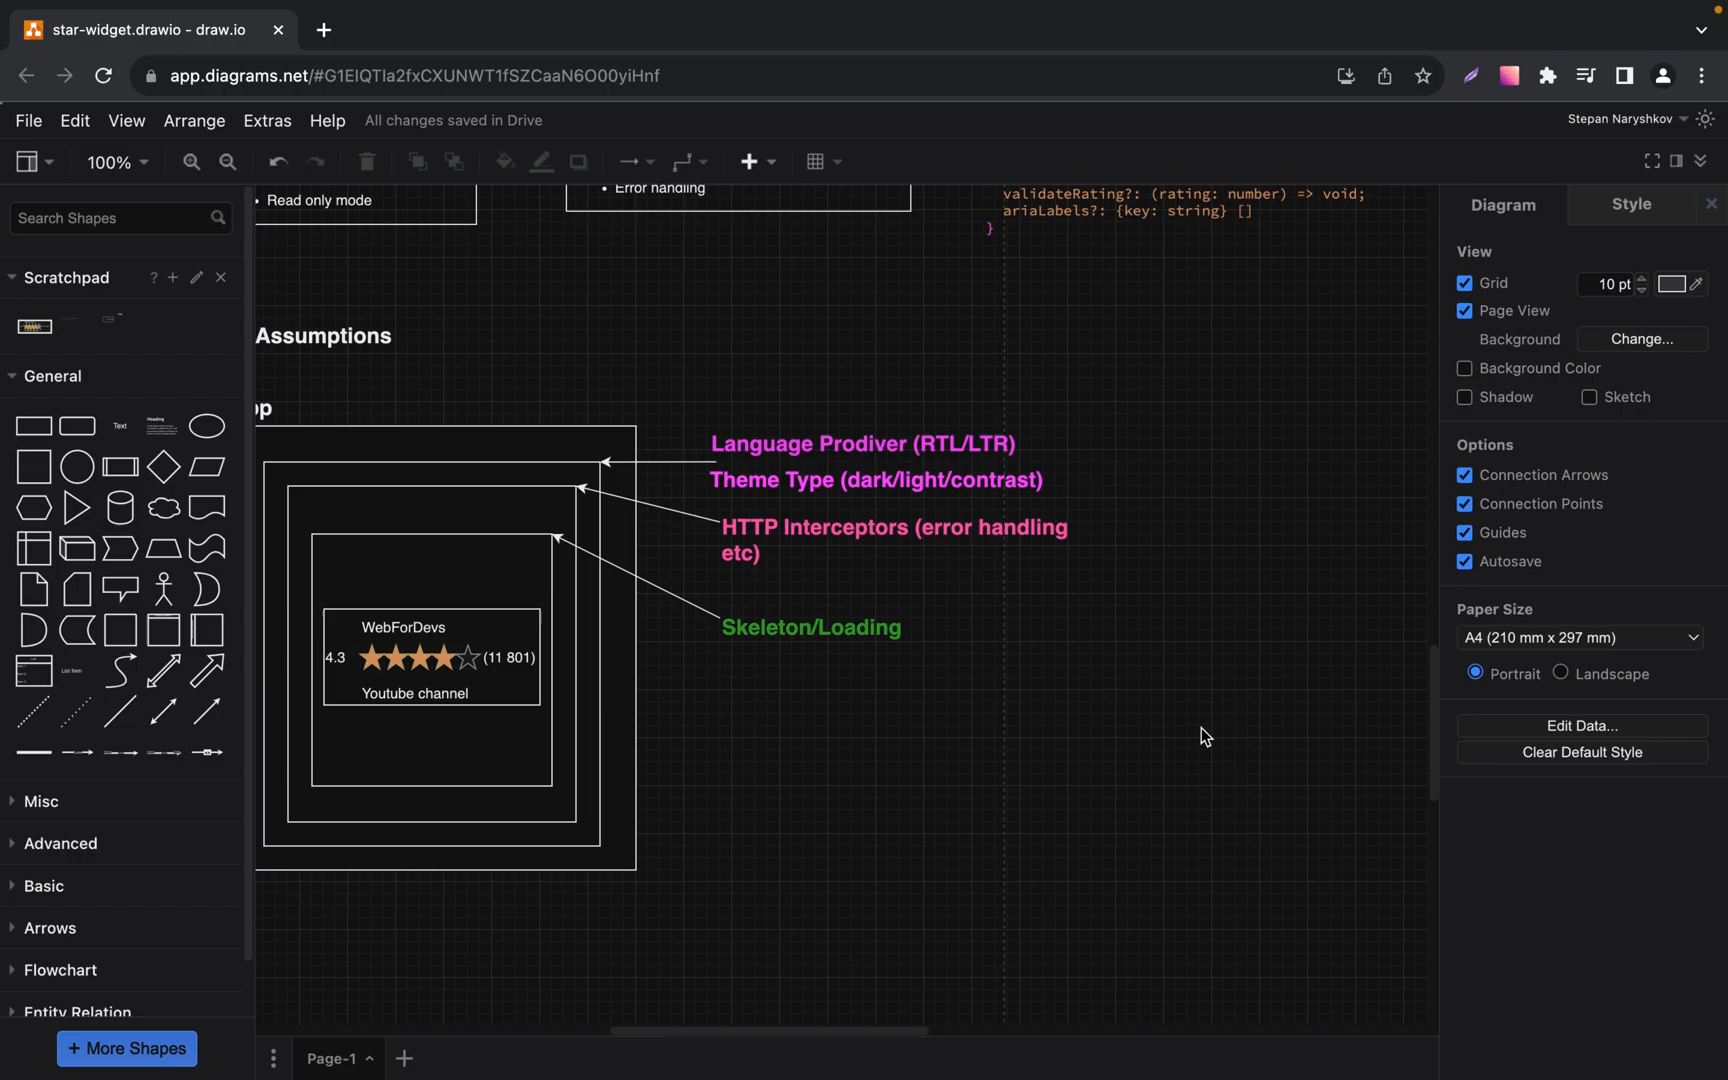 star-widget.drawio - draw.io
app.diagrams.net/#G1EIQTIa2fxCXUNWT1fSZCaaN6O00yiHnf
File Edit View Arrange Extras Help All changes saved in Drive
Stepan Naryshkov
100%
Search Shapes
Scratchpad
?
General
Text
Heading
List Item
Misc
Advanced
Basic
Arrows
Flowchart
Entity Relation
+ More Shapes
• Read only mode
• Error handling
validateRating?: (rating: number) => void;
ariaLabels?: {key: string} []
}
Assumptions
Language Prodiver (RTL/LTR)
Theme Type (dark/light/contrast)
HTTP Interceptors (error handling
etc)
Skeleton/Loading
WebForDevs
4.3
(11 801)
Youtube channel
Page-1
Diagram
Style
View
Grid
10 pt
Page View
Background
Change...
Background Color
Shadow
Sketch
Options
Connection Arrows
Connection Points
Guides
Autosave
Paper Size
A4 (210 mm x 297 mm)
Portrait
Landscape
Edit Data...
Clear Default Style